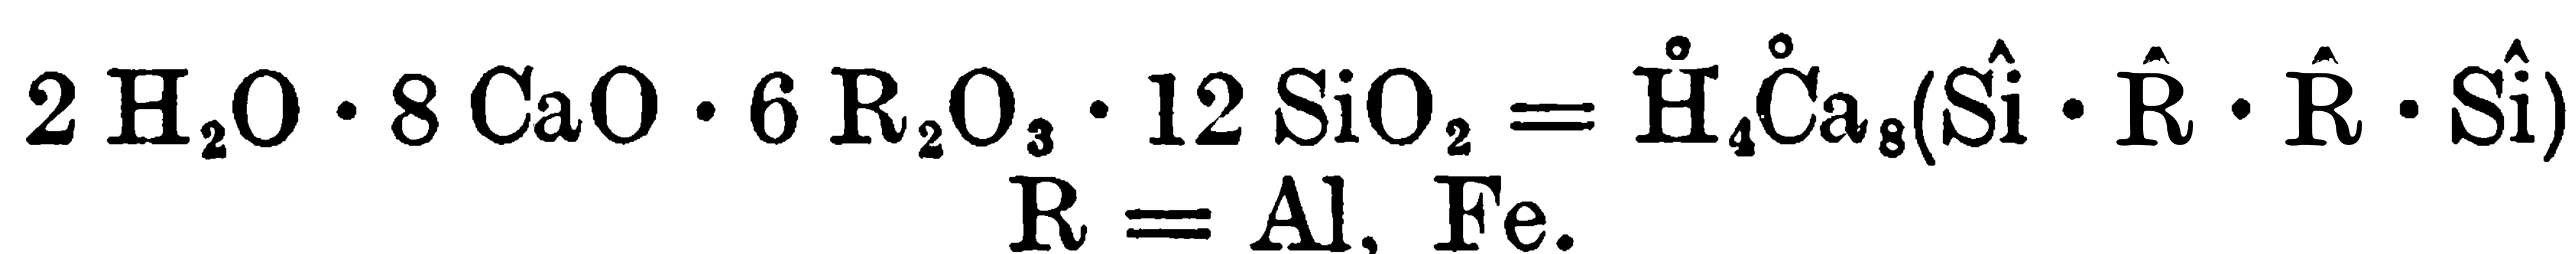 2 H₂O · 8 CaO · 6 R₂O₃ · 12 SiO₂ = H̊₄C̊a₈(Sî · R̂ · R̂ · Sî)
R = Al, Fe.